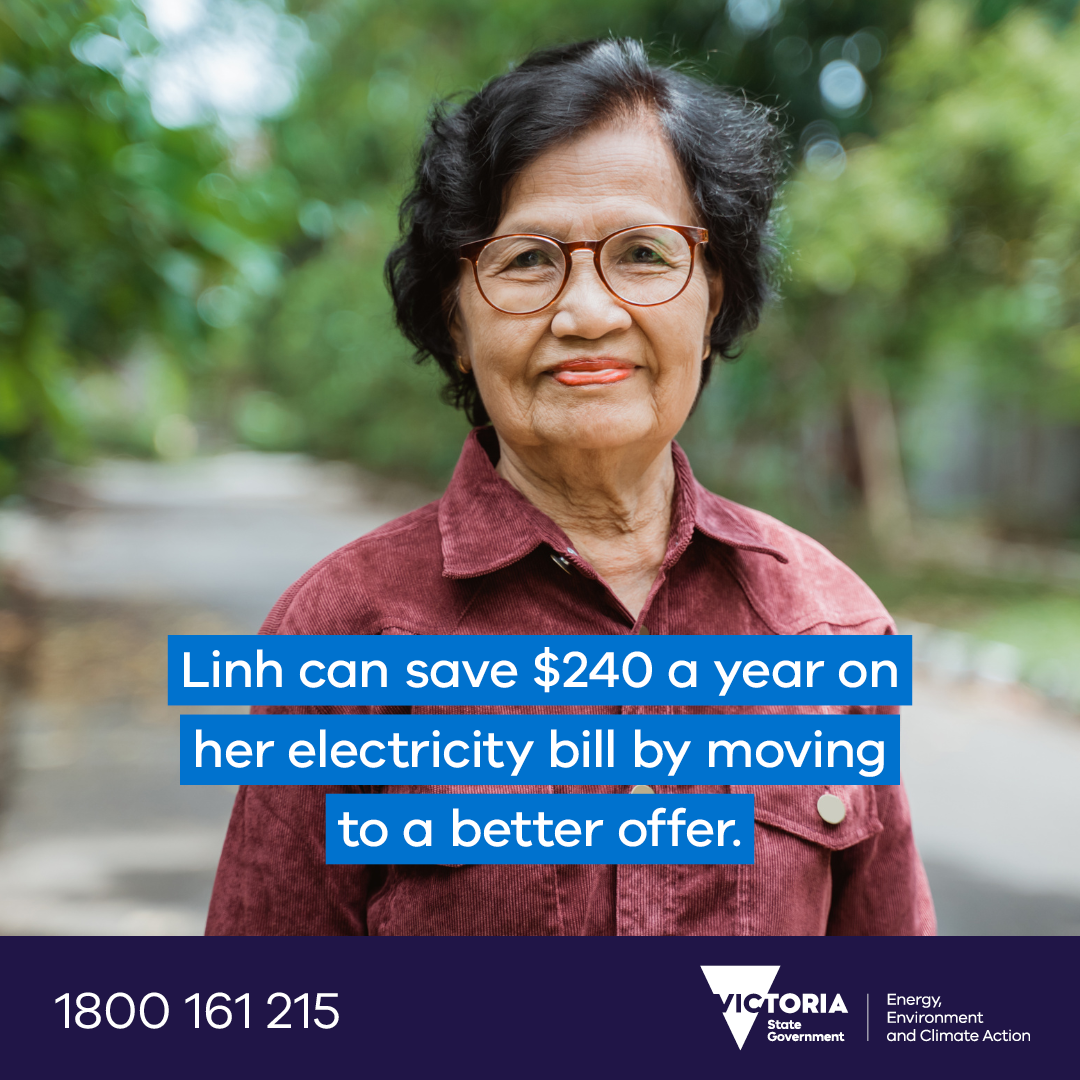 Linh can save $240 a year on
her electricity bill by moving
to a better offer.
1800 161 215
VICTORIA
State
Government
Energy,
Environment
and Climate Action